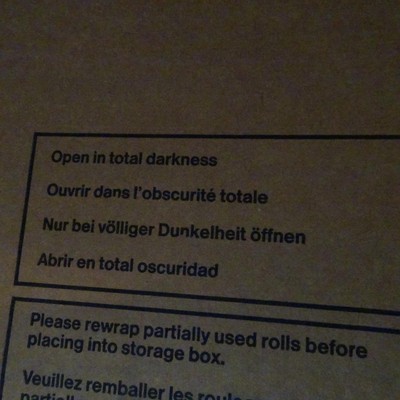 Open in total darkness
Ouvrir dans l'obscurité totale
Nur bei völliger Dunkelheit öffnen
Abrir en total oscuridad
Please rewrap partially used rolls before
placing into storage box.
Veuillez remballer les